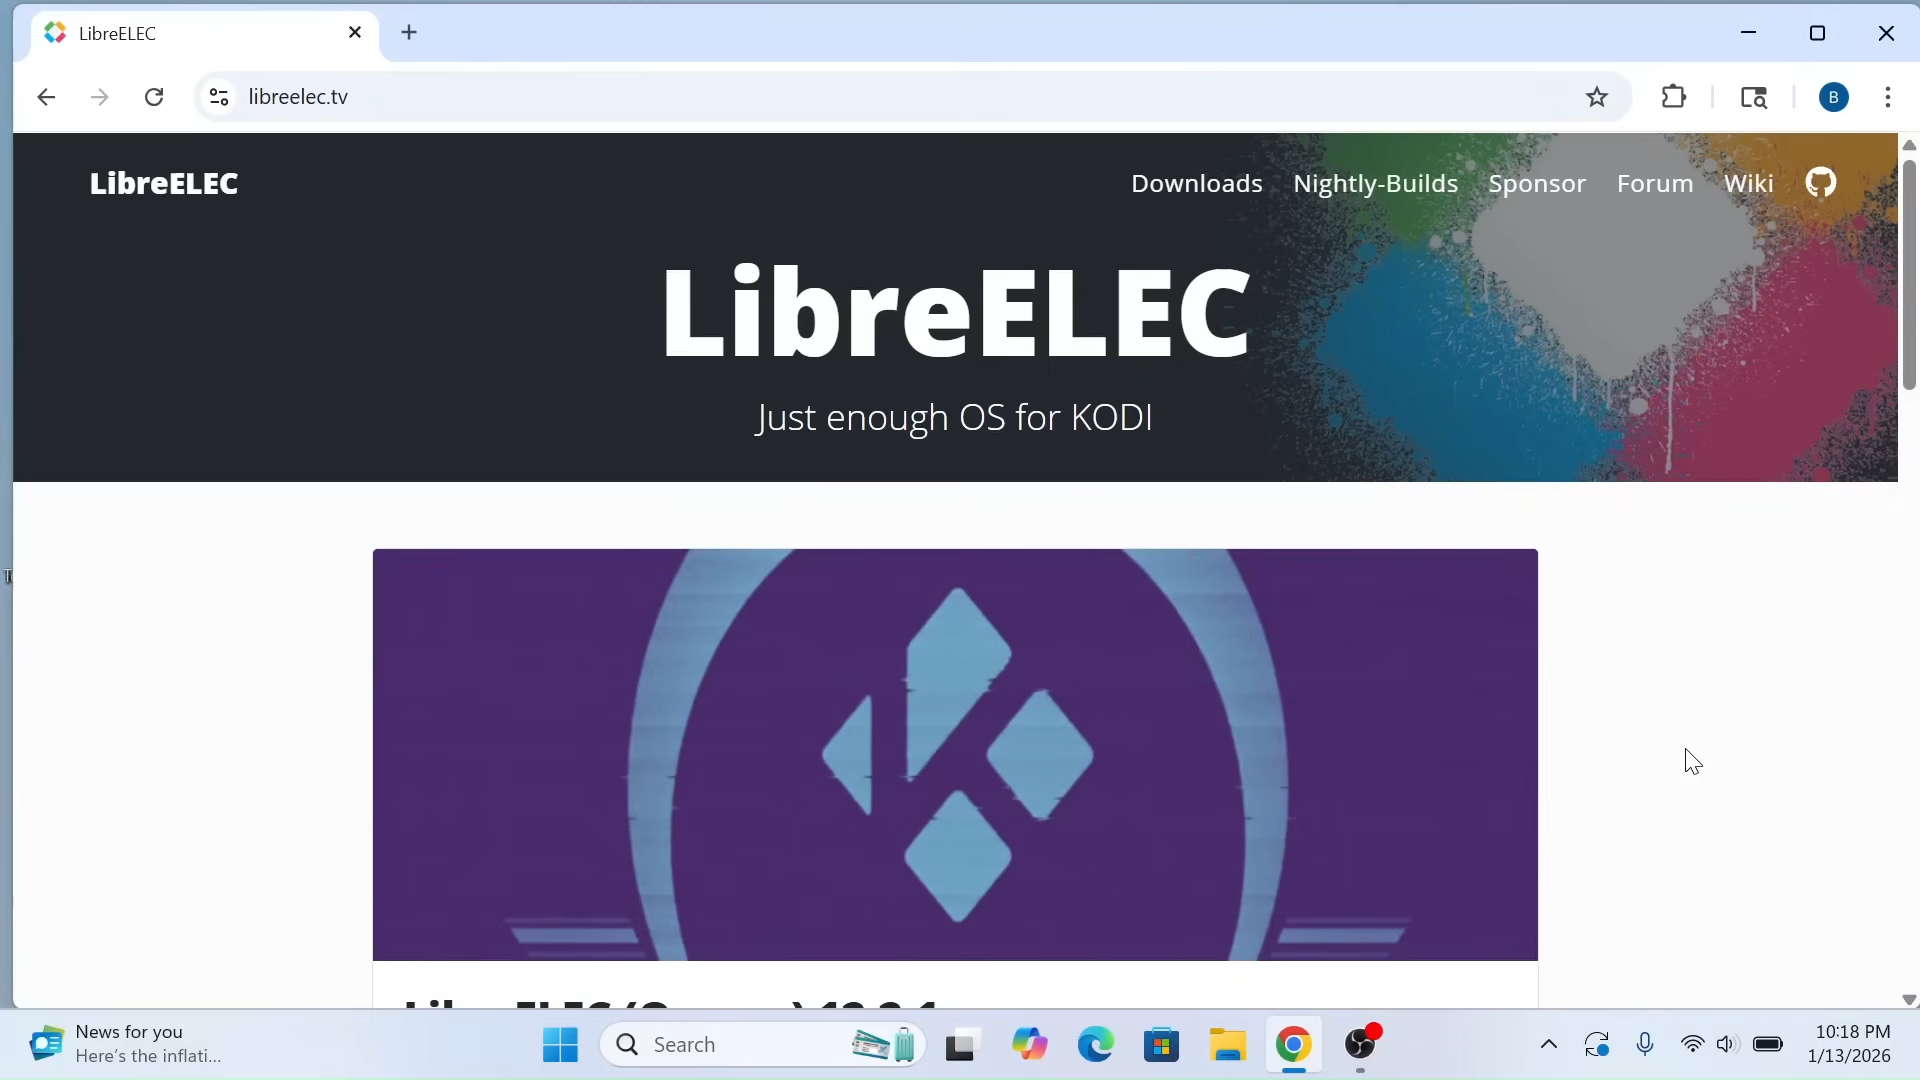 LibreELEC
libreelec.tv
B
LibreELEC
Downloads Nightly-Builds Sponsor Forum Wiki
LibreELEC
Just enough OS for KODI
News for you
Here's the inflati...
Search
10:18 PM
1/13/2026